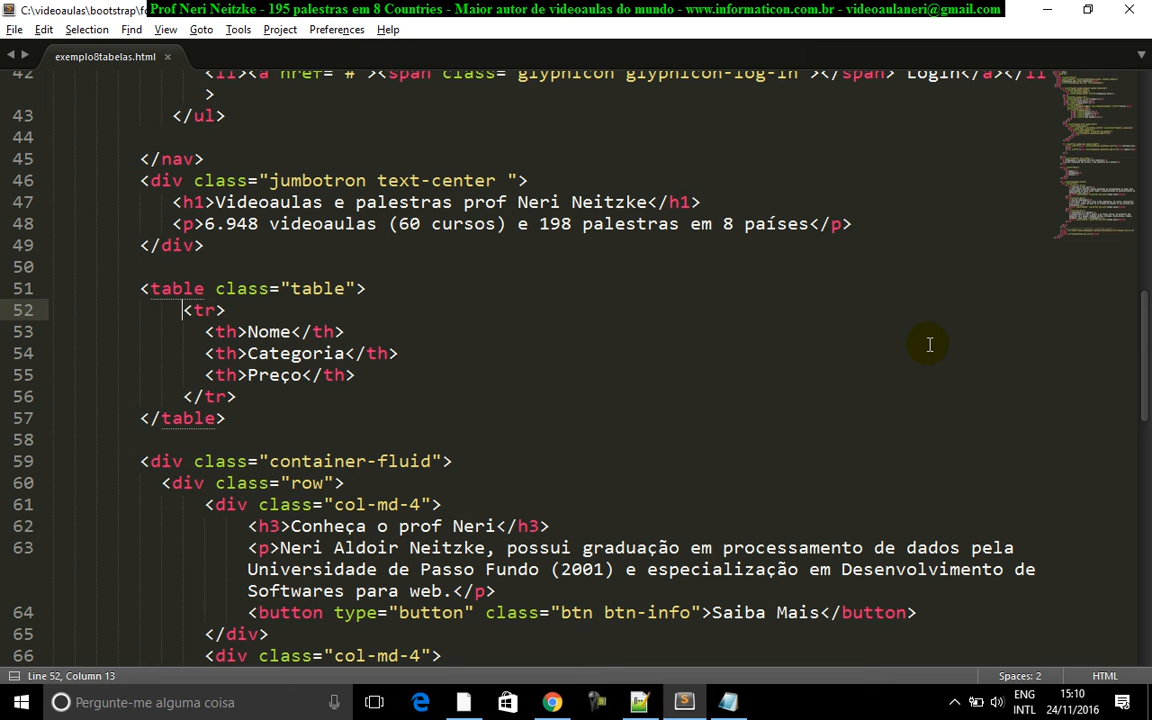 C:\videoaulas\bootstrap\fo
Prof Neri Neitzke - 195 palestras em 8 Countries - Maior autor de videoaulas do mundo - www.informaticon.com.br - videoaulaneri@gmail.com
File Edit Selection Find View Goto Tools Project Preferences Help
exemplo8tabelas.html ×
42 <li><a href="#"><span class="glyphicon glyphicon-log-in"></span> Login</a></li
>
43 </ul>
44
45 </nav>
46 <div class="jumbotron text-center ">
47 <h1>Videoaulas e palestras prof Neri Neitzke</h1>
48 <p>6.948 videoaulas (60 cursos) e 198 palestras em 8 países</p>
49 </div>
50
51 <table class="table">
52 <tr>
53 <th>Nome</th>
54 <th>Categoria</th>
55 <th>Preço</th>
56 </tr>
57 </table>
58
59 <div class="container-fluid">
60 <div class="row">
61 <div class="col-md-4">
62 <h3>Conheça o prof Neri</h3>
63 <p>Neri Aldoir Neitzke, possui graduação em processamento de dados pela
Universidade de Passo Fundo (2001) e especialização em Desenvolvimento de
Softwares para web.</p>
64 <button type="button" class="btn btn-info">Saiba Mais</button>
65 </div>
66 <div class="col-md-4">
Line 52, Column 13 Spaces: 2 HTML
Pergunte-me alguma coisa
ENG 15:10
INTL 24/11/2016